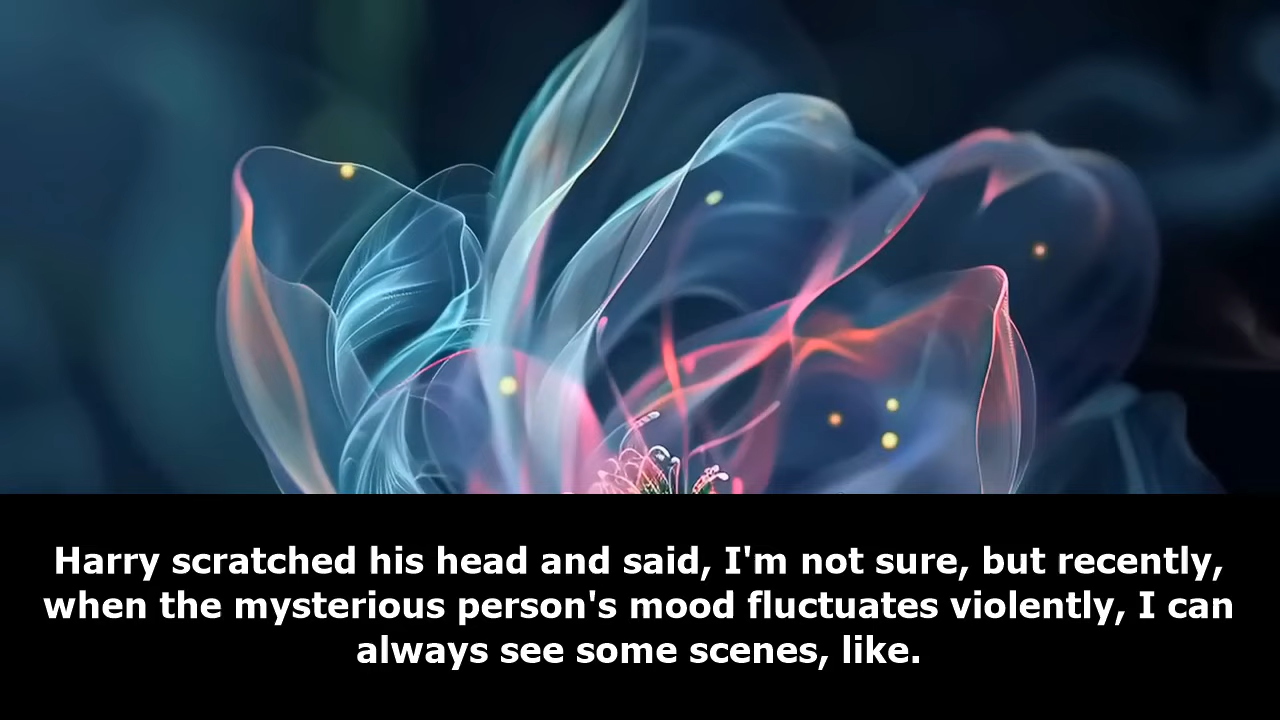 Harry scratched his head and said, I'm not sure, but recently,
when the mysterious person's mood fluctuates violently, I can
always see some scenes, like.